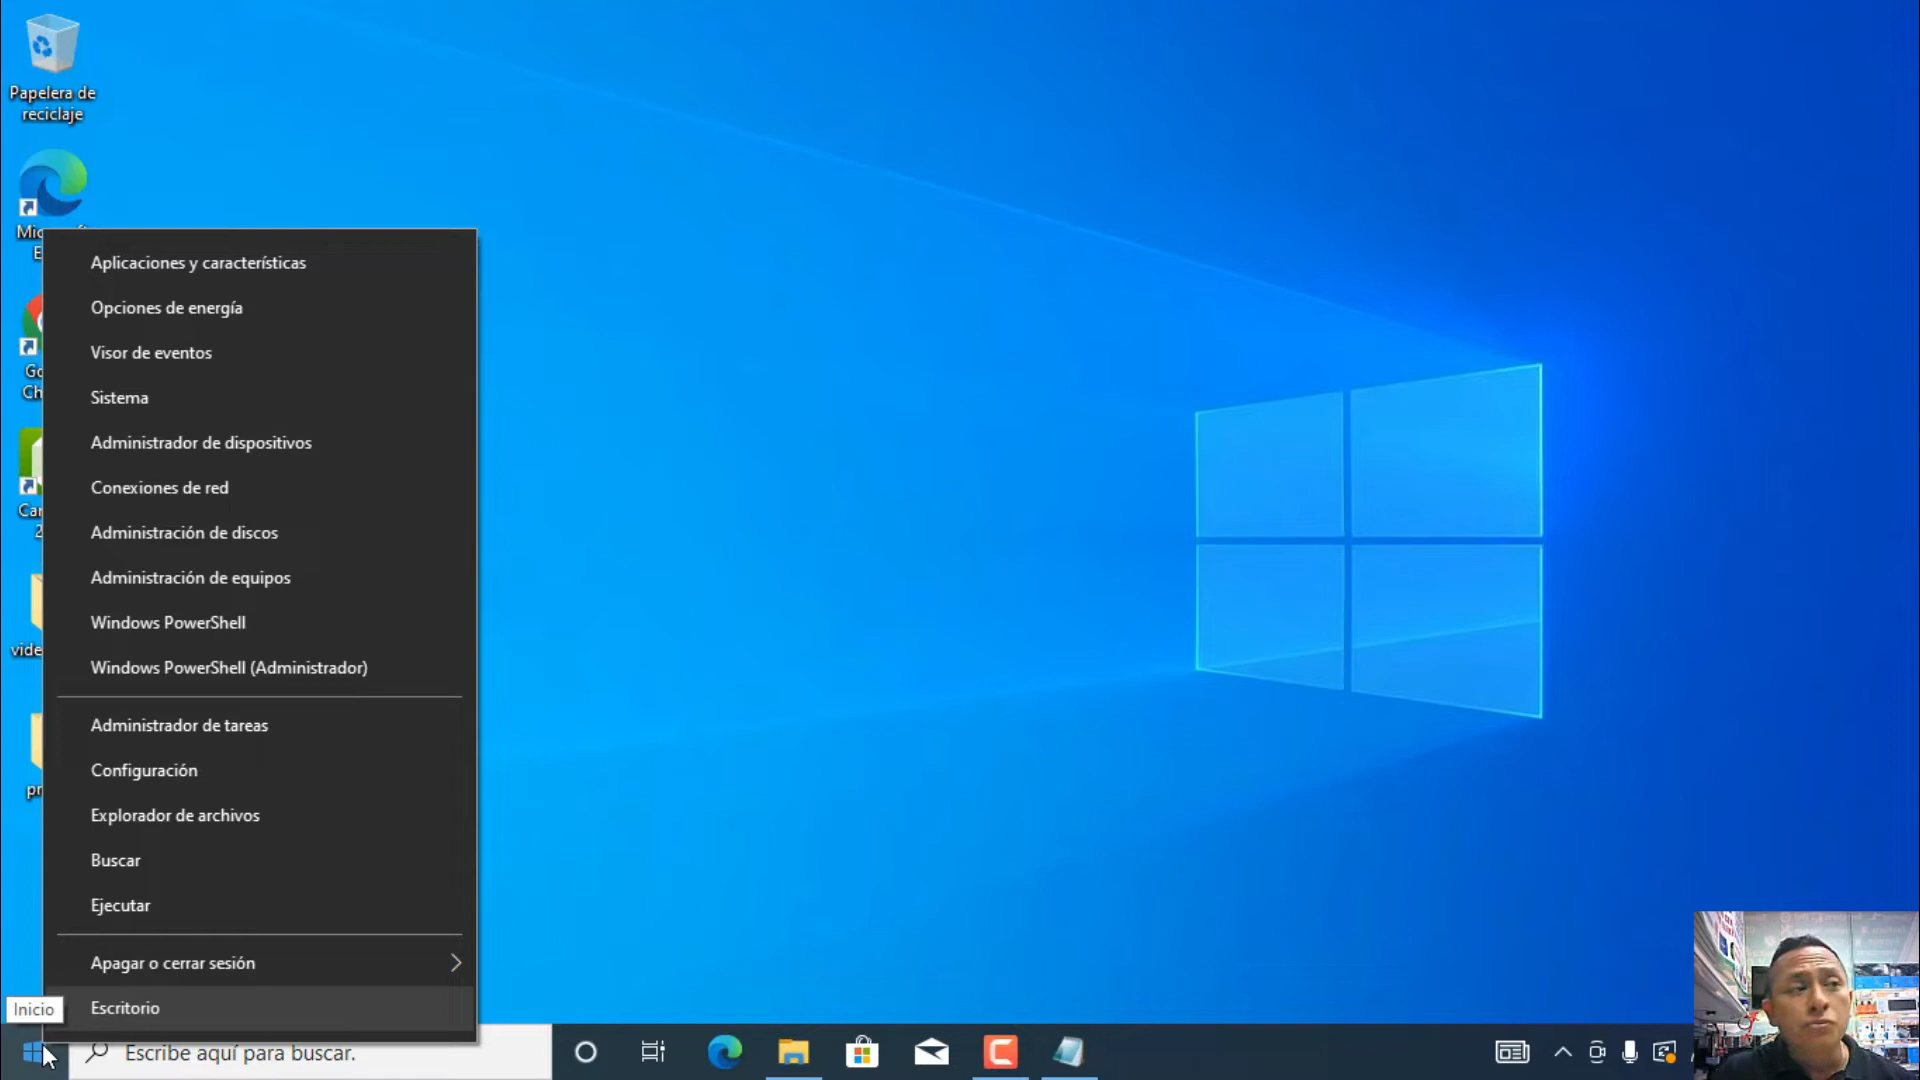 Papelera de
reciclaje
Aplicaciones y características
Opciones de energía
Visor de eventos
Sistema
Administrador de dispositivos
Conexiones de red
Administración de discos
Administración de equipos
Windows PowerShell
Windows PowerShell (Administrador)
Administrador de tareas
Configuración
Explorador de archivos
Buscar
Ejecutar
Apagar o cerrar sesión
Escritorio
Inicio
Escribe aquí para buscar.